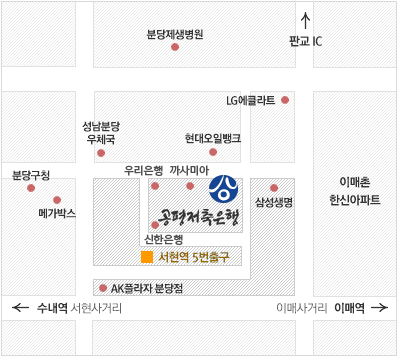 분당제생병원
판교 IC
LG에클라트
성남분당
우체국
현대오일뱅크
분당구청
우리은행 까사미아
이매촌
한신아파트
메가박스
삼성생명
공평저축은행
신한은행
서현역 5번출구
AK플라자 분당점
수내역 서현사거리
이매사거리 이매역